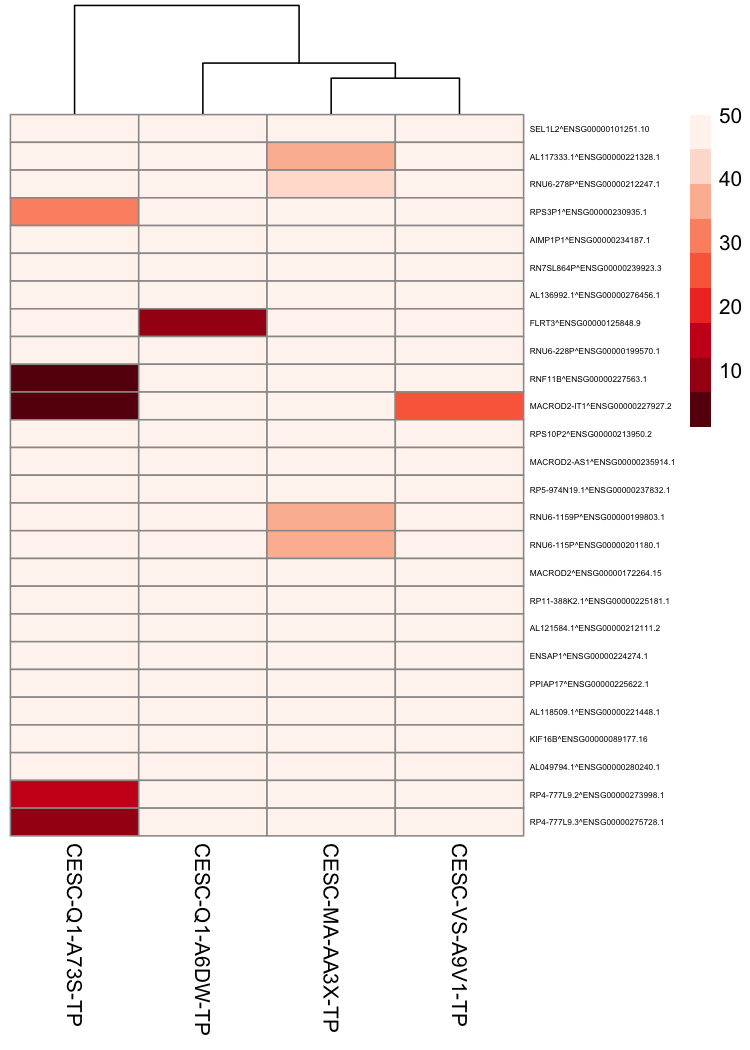 SEL1L2^ENSG00000101251.10
AL117333.1^ENSG00000221328.1
RNU6-278P^ENSG00000212247.1
RPS3P1^ENSG00000230935.1
AIMP1P1^ENSG00000234187.1
RN7SL864P^ENSG00000239923.3
AL136992.1^ENSG00000276456.1
FLRT3^ENSG00000125848.9
RNU6-228P^ENSG00000199570.1
RNF11B^ENSG00000227563.1
MACROD2-IT1^ENSG00000227927.2
RPS10P2^ENSG00000213950.2
MACROD2-AS1^ENSG00000235914.1
RP5-974N19.1^ENSG00000237832.1
RNU6-1159P^ENSG00000199803.1
RNU6-115P^ENSG00000201180.1
MACROD2^ENSG00000172264.15
RP11-388K2.1^ENSG00000225181.1
AL121584.1^ENSG00000212111.2
ENSAP1^ENSG00000224274.1
PPIAP17^ENSG00000225622.1
AL118509.1^ENSG00000221448.1
KIF16B^ENSG00000089177.16
AL049794.1^ENSG00000280240.1
RP4-777L9.2^ENSG00000273998.1
RP4-777L9.3^ENSG00000275728.1
50
40
30
20
10
CESC-Q1-A73S-TP
CESC-Q1-A6DW-TP
CESC-MA-AA3X-TP
CESC-VS-A9V1-TP